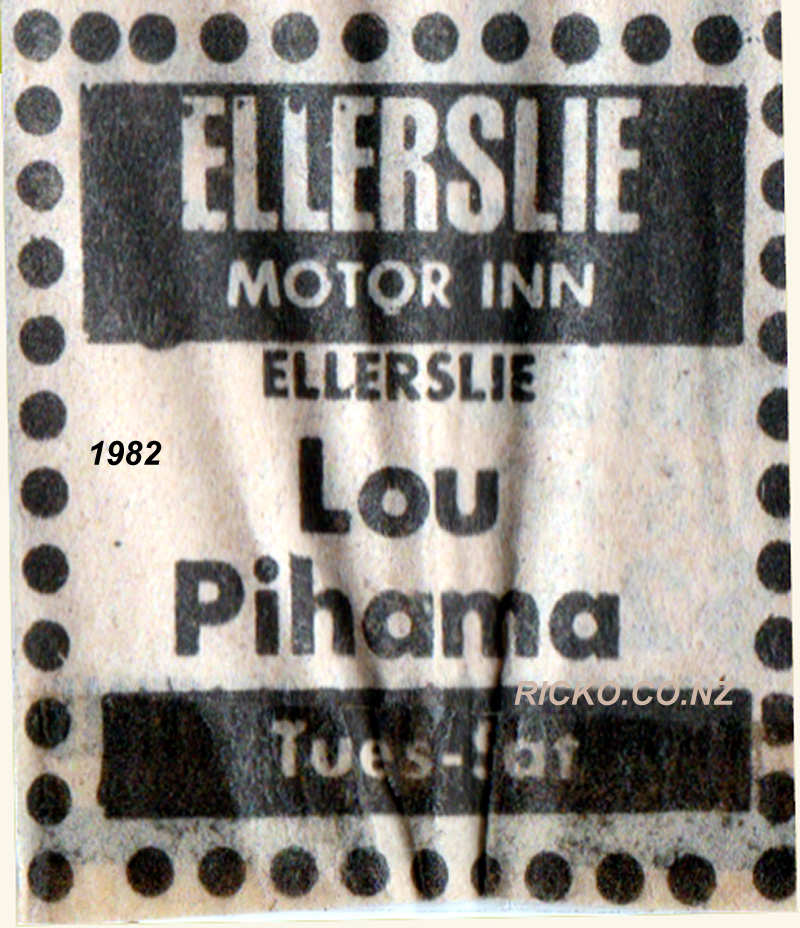 ELLERSLIE
MOTOR INN
ELLERSLIE
1982
Lou
Pihama
RICKO.CO.NZ
Tues-Sat